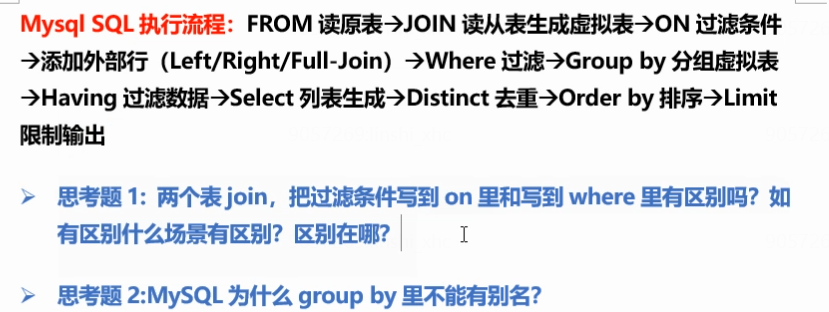 Mysql SQL 执行流程：FROM 读原表→JOIN 读从表生成虚拟表→ON 过滤条件
→添加外部行（Left/Right/Full-Join）→Where 过滤→Group by 分组虚拟表
→Having 过滤数据→Select 列表生成→Distinct 去重→Order by 排序→Limit
限制输出
➢ 思考题 1：两个表 join，把过滤条件写到 on 里和写到 where 里有区别吗？如
有区别什么场景有区别？区别在哪？
➢ 思考题 2:MySQL 为什么 group by 里不能有别名？